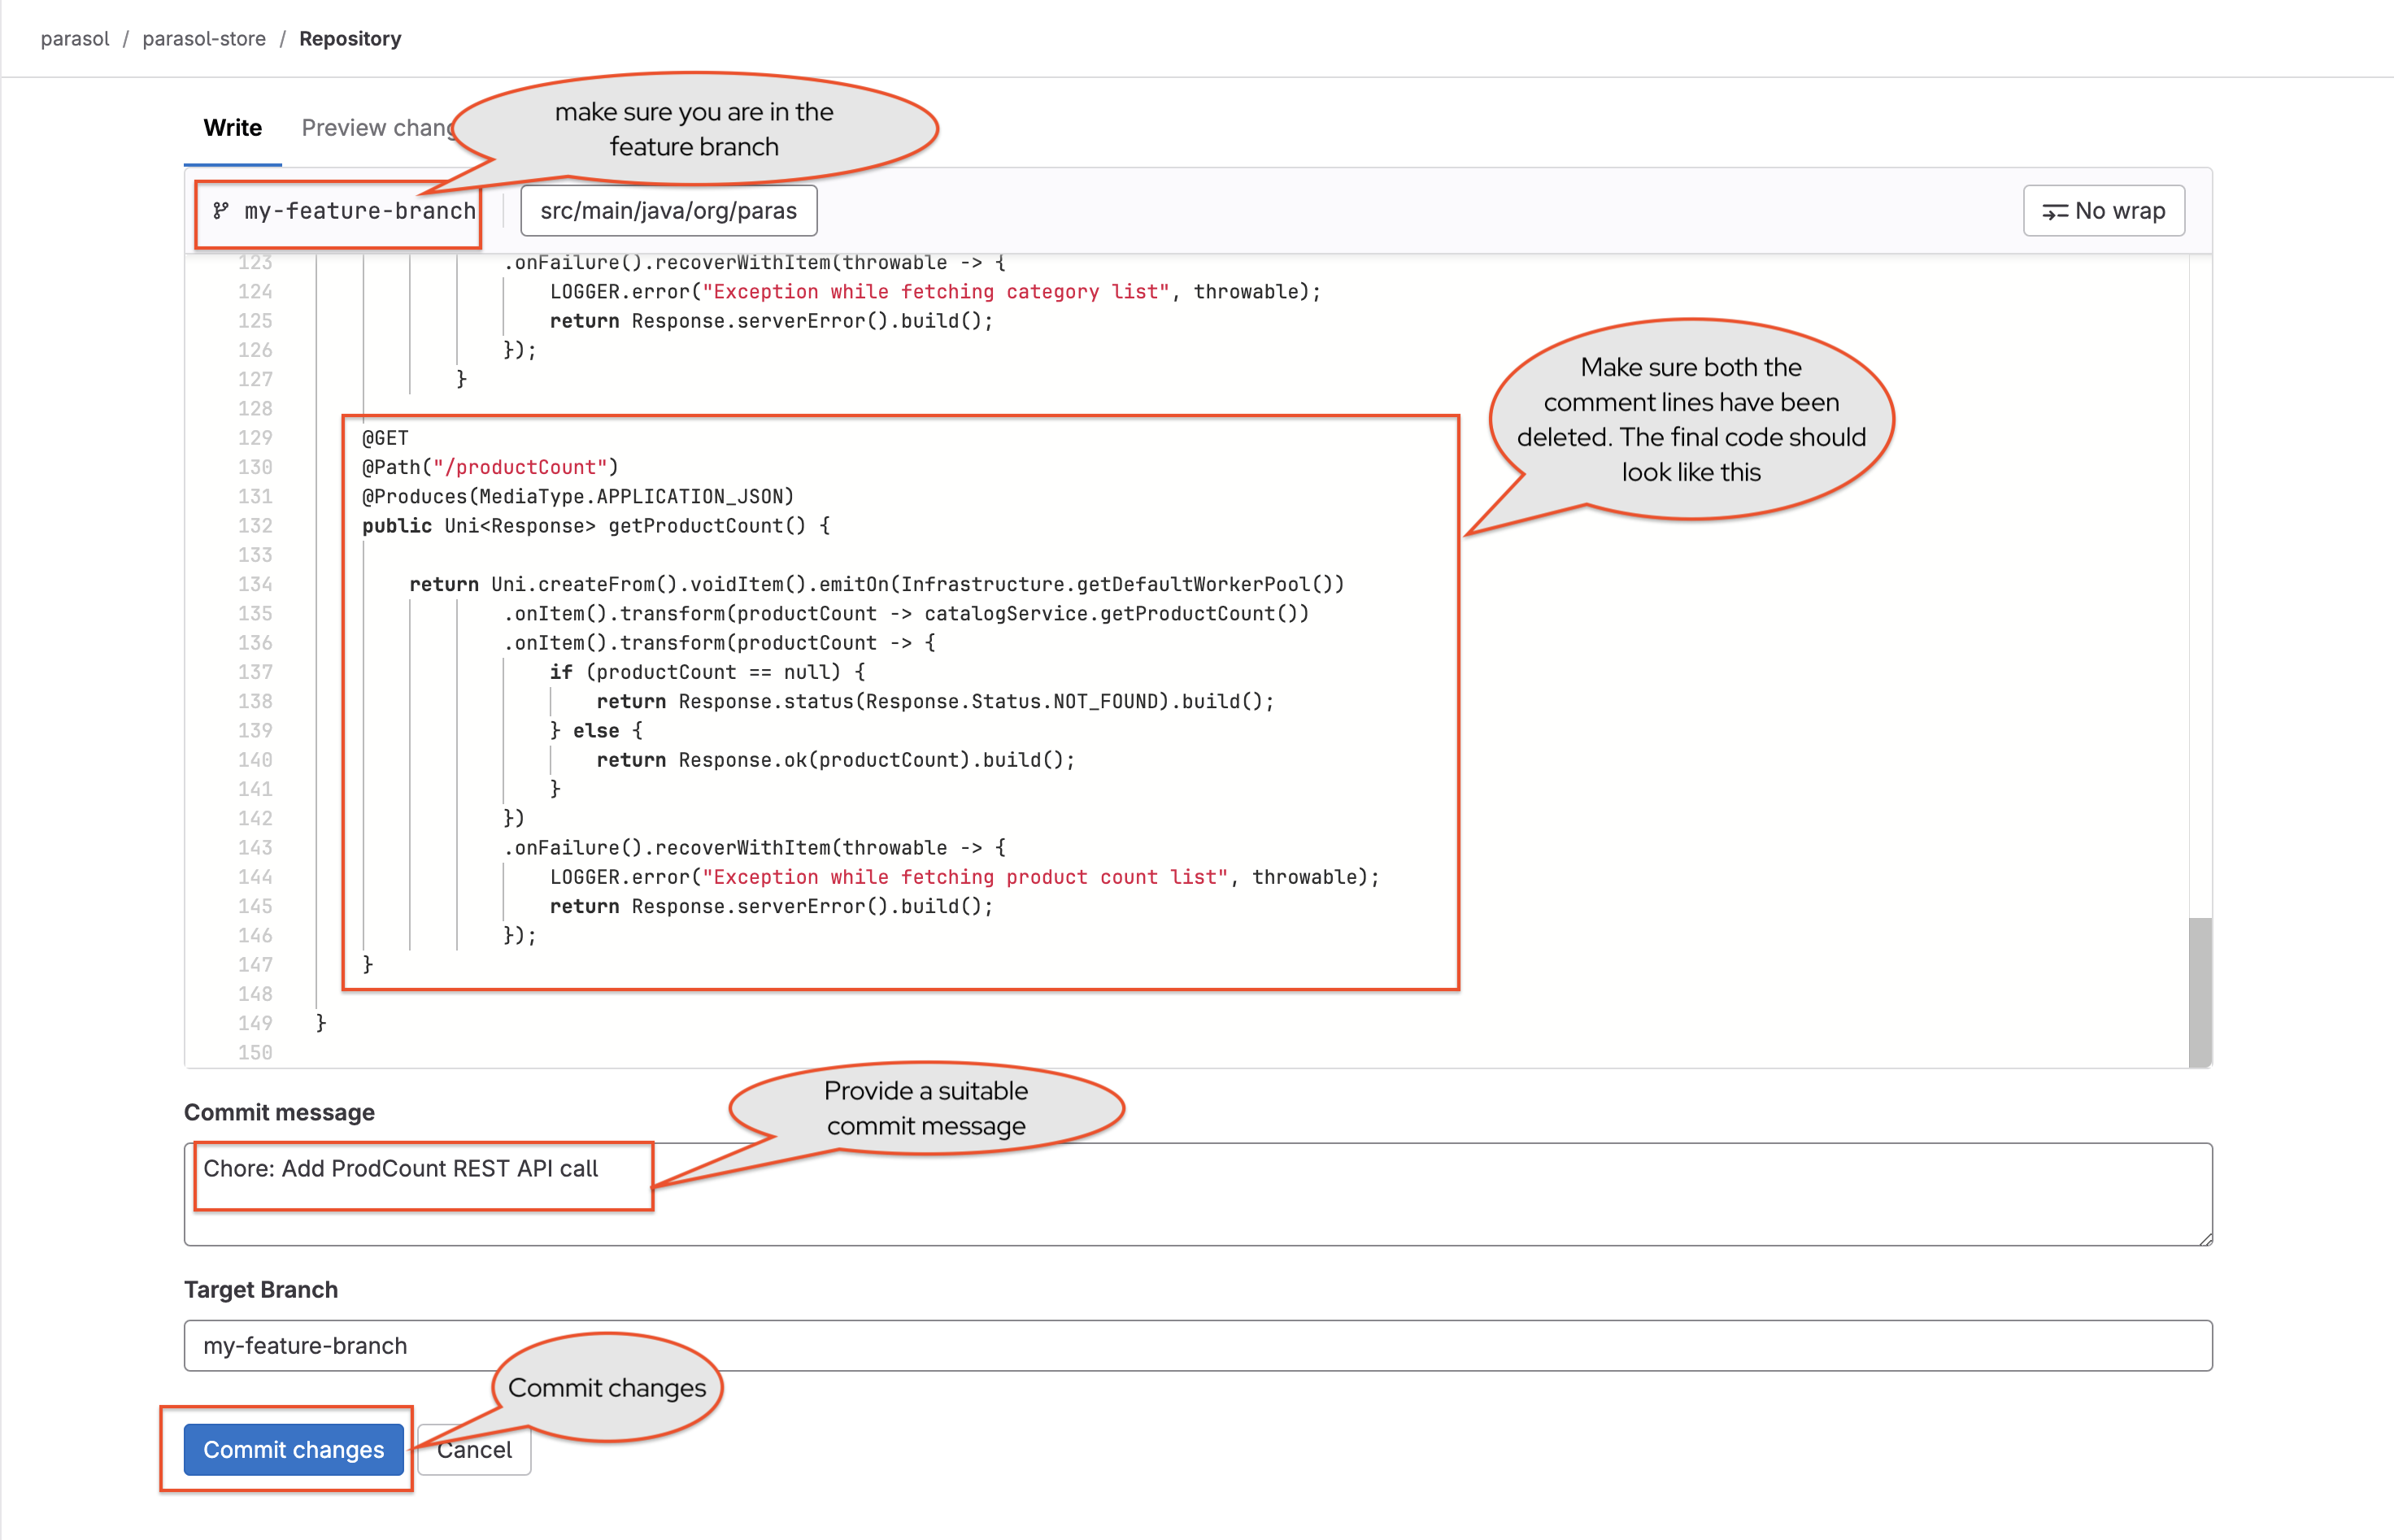 parasol / parasol-store / Repository
Write Preview chang
make sure you are in the
feature branch
my-feature-branch src/main/java/org/paras No wrap
123 .onFailure().recoverWithItem(throwable -> {
124 LOGGER.error("Exception while fetching category list", throwable);
125 return Response.serverError().build();
126 });
127 }
128
129 @GET
130 @Path("/productCount")
131 @Produces(MediaType.APPLICATION_JSON)
132 public Uni<Response> getProductCount() {
133
134 return Uni.createFrom().voidItem().emitOn(Infrastructure.getDefaultWorkerPool())
135 .onItem().transform(productCount -> catalogService.getProductCount())
136 .onItem().transform(productCount -> {
137 if (productCount == null) {
138 return Response.status(Response.Status.NOT_FOUND).build();
139 } else {
140 return Response.ok(productCount).build();
141 }
142 })
143 .onFailure().recoverWithItem(throwable -> {
144 LOGGER.error("Exception while fetching product count list", throwable);
145 return Response.serverError().build();
146 });
147 }
148
149 }
150
Make sure both the
comment lines have been
deleted. The final code should
look like this
Provide a suitable
commit message
Commit message
Chore: Add ProdCount REST API call
Target Branch
my-feature-branch
Commit changes
Commit changes Cancel